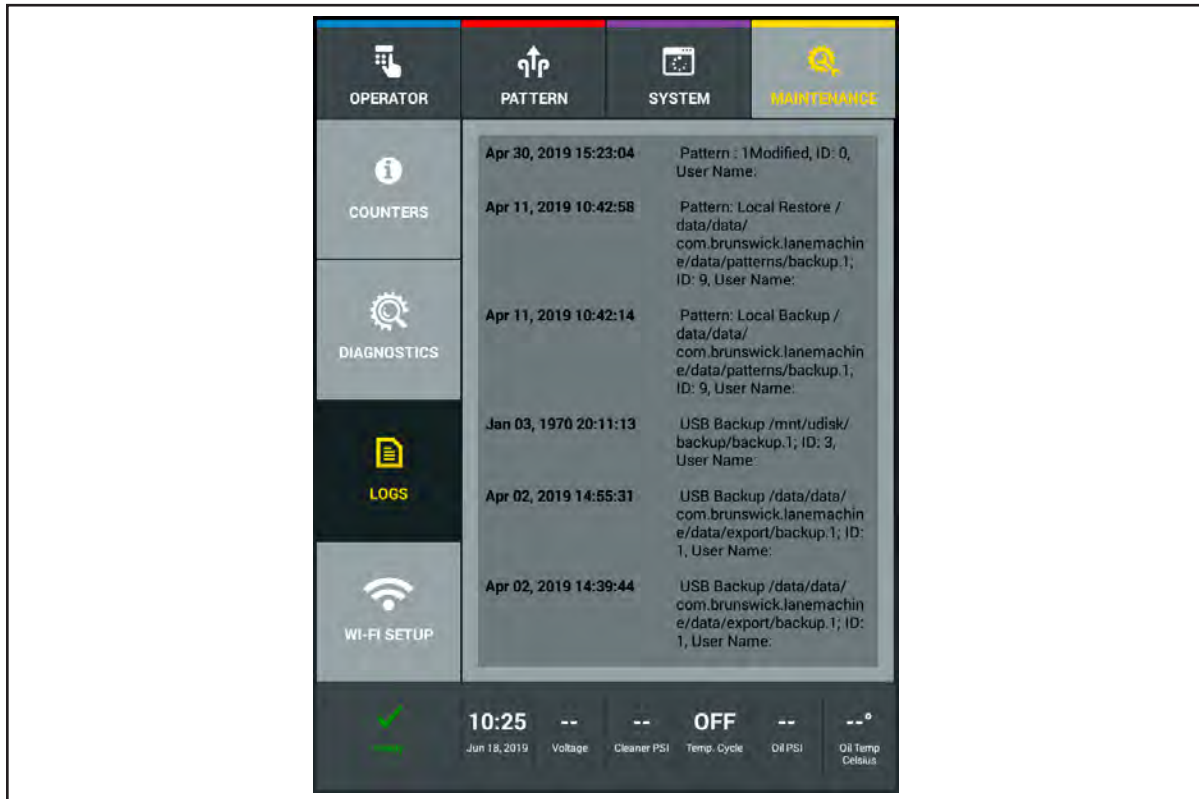 OPERATOR
PATTERN
SYSTEM
MAINTENANCE
COUNTERS
DIAGNOSTICS
LOGS
WI-FI SETUP
Apr 30, 2019 15:23:04 Pattern : 1Modified, ID: 0,
User Name:
Apr 11, 2019 10:42:58 Pattern: Local Restore /
data/data/
com.brunswick.lanemachin
e/data/patterns/backup.1;
ID: 9, User Name:
Apr 11, 2019 10:42:14 Pattern: Local Backup /
data/data/
com.brunswick.lanemachin
e/data/patterns/backup.1;
ID: 9, User Name:
Jan 03, 1970 20:11:13 USB Backup /mnt/udisk/
backup/backup.1; ID: 3,
User Name:
Apr 02, 2019 14:55:31 USB Backup /data/data/
com.brunswick.lanemachin
e/data/export/backup.1; ID:
1, User Name:
Apr 02, 2019 14:39:44 USB Backup /data/data/
com.brunswick.lanemachin
e/data/export/backup.1; ID:
1, User Name:
10:25 -- -- OFF -- --°
Jun 18, 2019 Voltage Cleaner PSI Temp. Cycle Oil PSI Oil Temp
Celsius